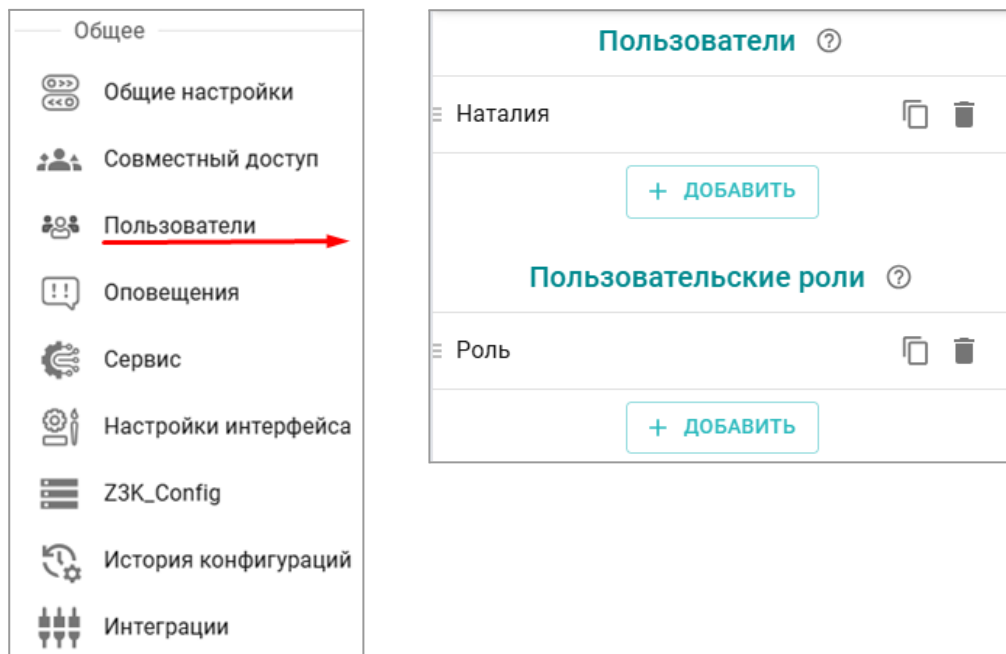 Общее
Общие настройки
Совместный доступ
Пользователи
Оповещения
Сервис
Настройки интерфейса
Z3K_Config
История конфигураций
Интеграции
Пользователи ?
Наталия
+ ДОБАВИТЬ
Пользовательские роли ?
Роль
+ ДОБАВИТЬ